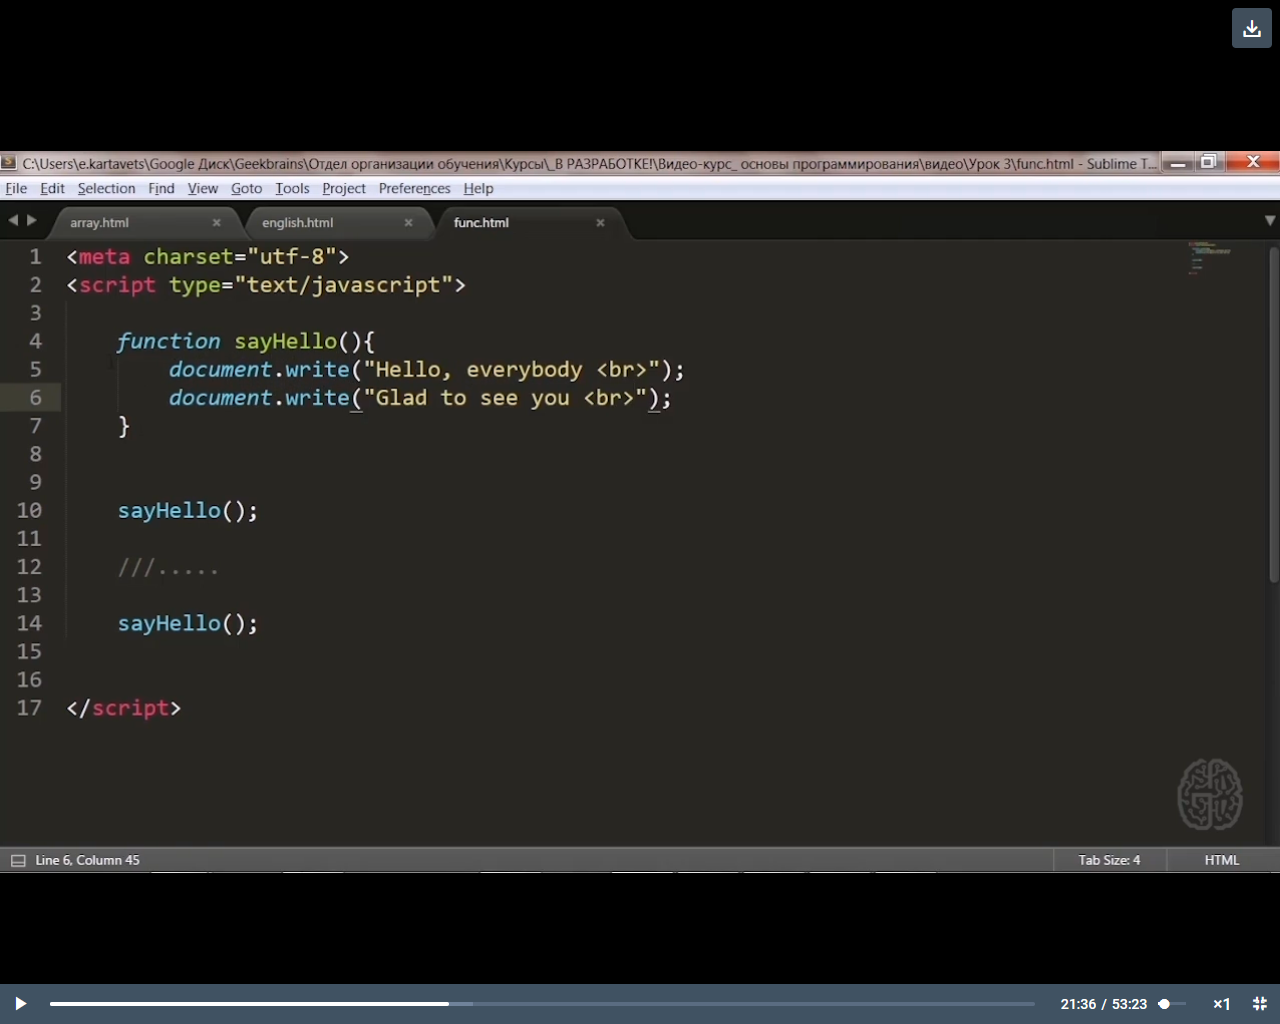 C:\Users\e.kartavets\Google Диск\Geekbrains\Отдел организации обучения\Курсы\_В РАЗРАБОТКЕ!\Видео-курс_ основы программирования\видео\Урок 3\func.html - Sublime T...
File Edit Selection Find View Goto Tools Project Preferences Help
array.html × english.html × func.html ×
1 <meta charset="utf-8">
2 <script type="text/javascript">
3
4 function sayHello(){
5 document.write("Hello, everybody <br>");
6 document.write("Glad to see you <br>");
7 }
8
9
10 sayHello();
11
12 ///.....
13
14 sayHello();
15
16
17 </script>
Line 6, Column 45 Tab Size: 4 HTML
21:36 / 53:23 ×1